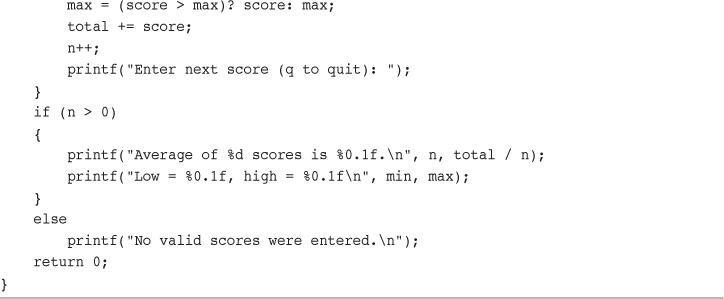 max = (score > max)? score: max;
        total += score;
        n++;
        printf("Enter next score (q to quit): ");
    }
    if (n > 0)
    {
        printf("Average of %d scores is %0.1f.\n", n, total / n);
        printf("Low = %0.1f, high = %0.1f\n", min, max);
    }
    else
        printf("No valid scores were entered.\n");
    return 0;
}